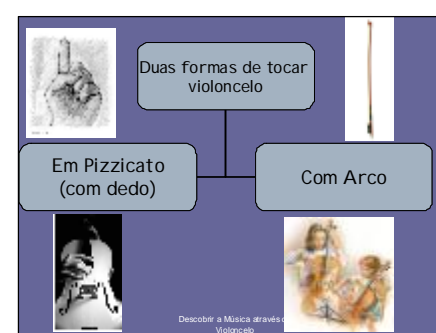 Duas formas de tocar
violoncelo
Em Pizzicato
(com dedo)
Com Arco
Descobrir a Música através
Violoncelo